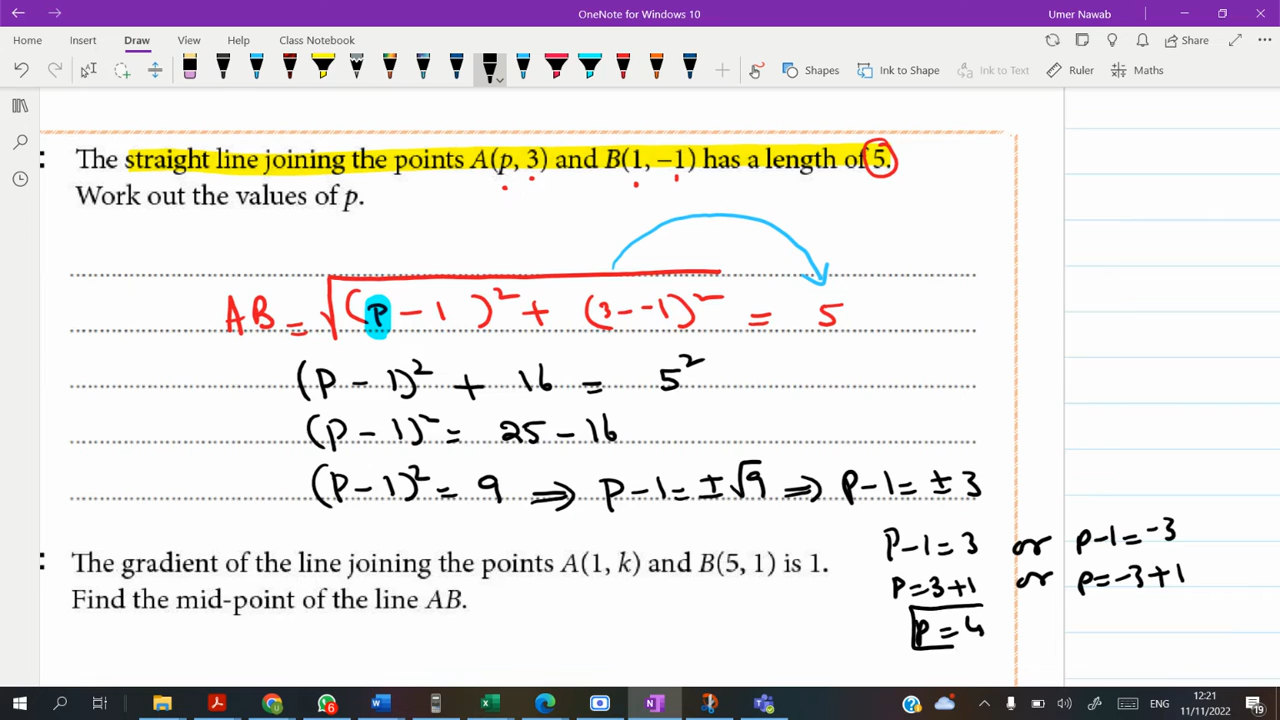 OneNote for Windows 10
Umer Nawab
Home Insert Draw View Help Class Notebook
Share
Shapes Ink to Shape Ink to Text Ruler Maths
: The straight line joining the points A(p, 3) and B(1, −1) has a length of 5.
Work out the values of p.
AB = √((P − 1)² + (3 − −1)²) = 5
(P − 1)² + 16 = 5²
(P − 1)² = 25 − 16
(P − 1)² = 9 ⟹ P − 1 = ± √9 ⟹ P − 1 = ± 3
P − 1 = 3 or P − 1 = −3
P = 3 + 1 or P = −3 + 1
P = 4
: The gradient of the line joining the points A(1, k) and B(5, 1) is 1.
Find the mid-point of the line AB.
6
ENG
12:21
11/11/2022
19